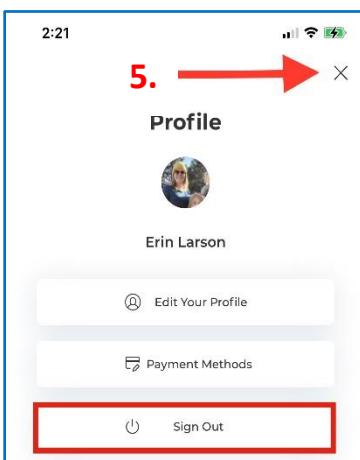 2:21
5.
Profile
Erin Larson
Edit Your Profile
Payment Methods
Sign Out